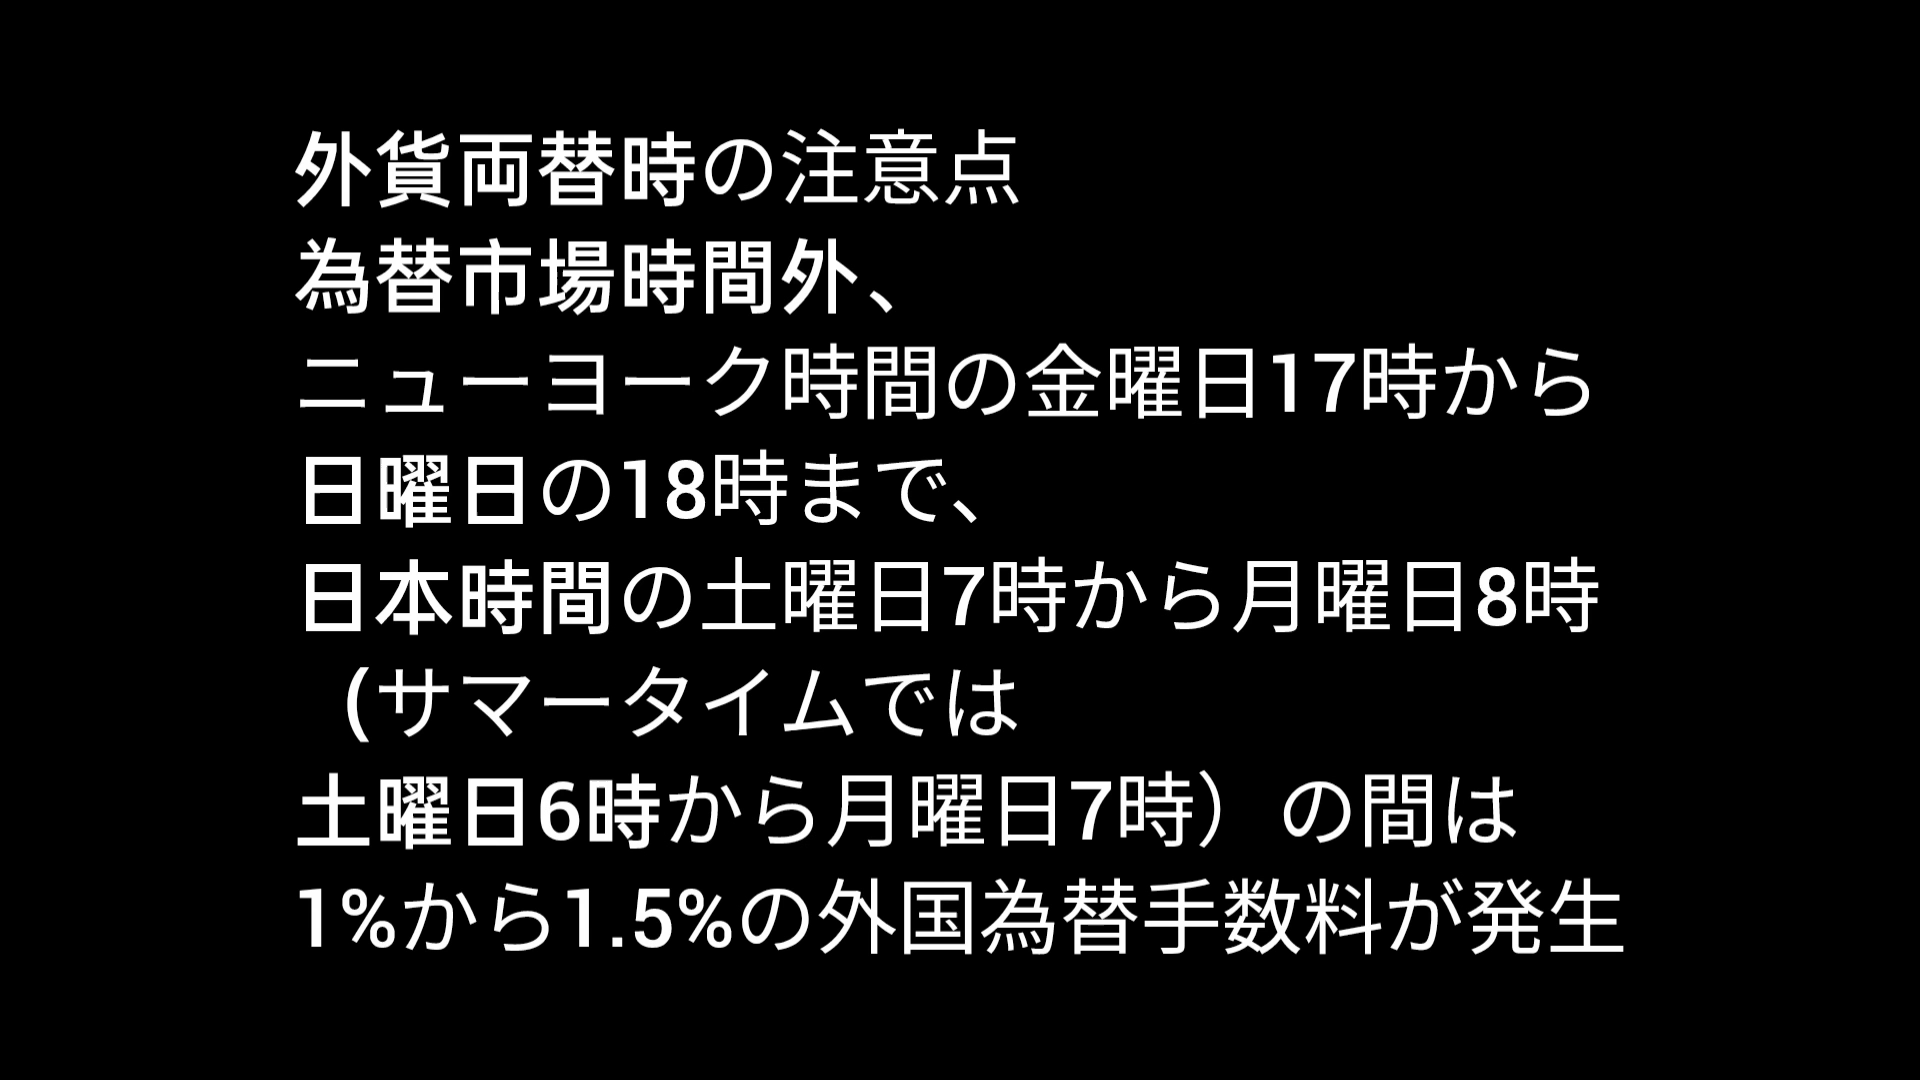 外貨両替時の注意点
為替市場時間外、
ニューヨーク時間の金曜日17時から
日曜日の18時まで、
日本時間の土曜日7時から月曜日8時
（サマータイムでは
土曜日6時から月曜日7時）の間は
1%から1.5%の外国為替手数料が発生